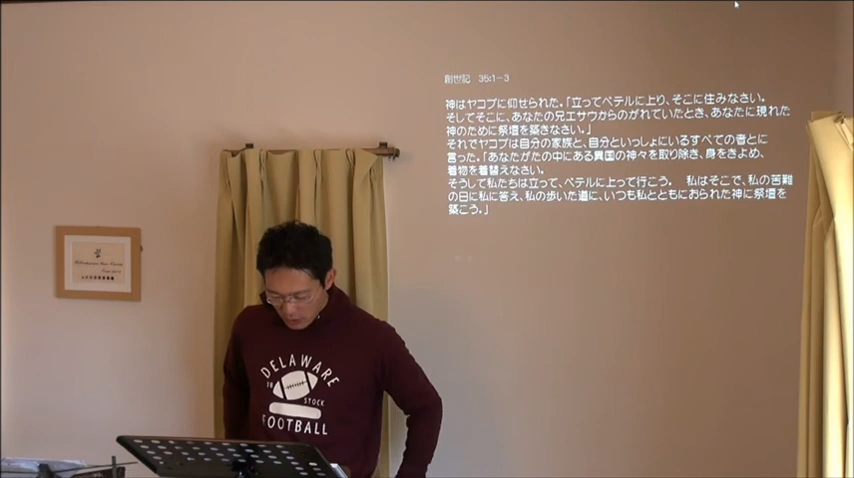 創世記 35:1-3
神はヤコブに仰せられた。「立ってベテルに上り、そこに住みなさい。
そしてそこに、あなたの兄エサウからのがれていたとき、あなたに現れた
神のために祭壇を築きなさい。」
それでヤコブは自分の家族と、自分といっしょにいるすべての者とに
言った。「あなたがたの中にある異国の神々を取り除き、身をきよめ、
着物を着替えなさい。
そうして私たちは立って、ベテルに上って行こう。 私はそこで、私の苦難
の日に私に答え、私の歩いた道に、いつも私とともにおられた神に祭壇を
築こう。」
DELAWARE
STOCK
FOOTBALL